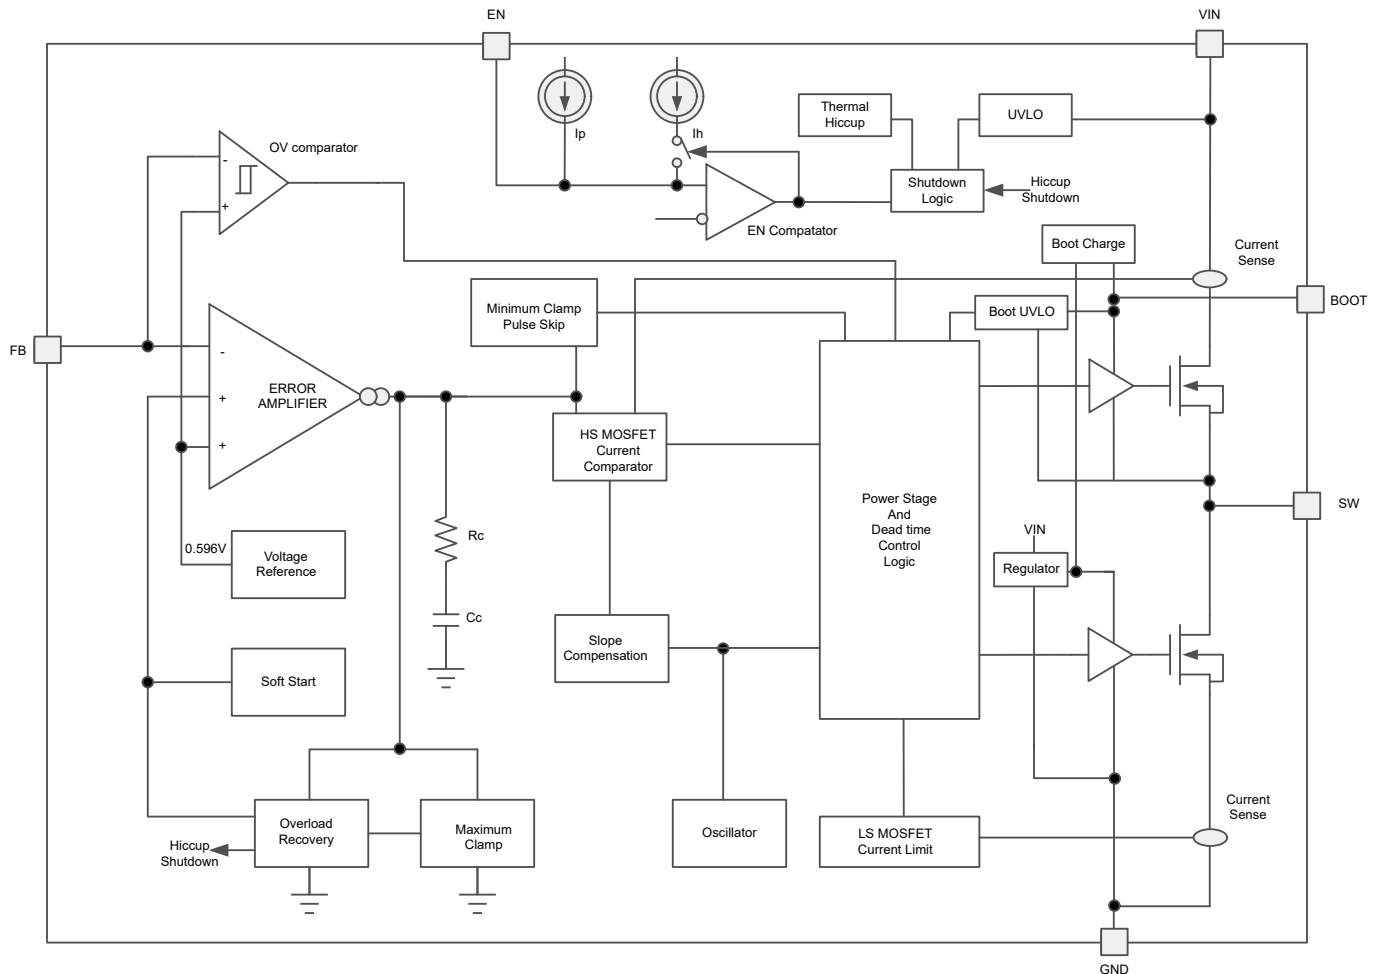 EN
VIN
Ip
Ih
Thermal
Hiccup
UVLO
OV comparator
-
+
Shutdown
Logic
Hiccup
Shutdown
EN Compatator
Boot Charge
Current
Sense
BOOT
Minimum Clamp
Pulse Skip
Boot UVLO
FB
-
+
+
ERROR
AMPLIFIER
HS MOSFET
Current
Comparator
Power Stage
And
Dead time
Control
Logic
SW
0.596V
Voltage
Reference
Rc
VIN
Regulator
Cc
Slope
Compensation
Soft Start
Overload
Recovery
Maximum
Clamp
Oscillator
LS MOSFET
Current Limit
Current
Sense
Hiccup
Shutdown
GND